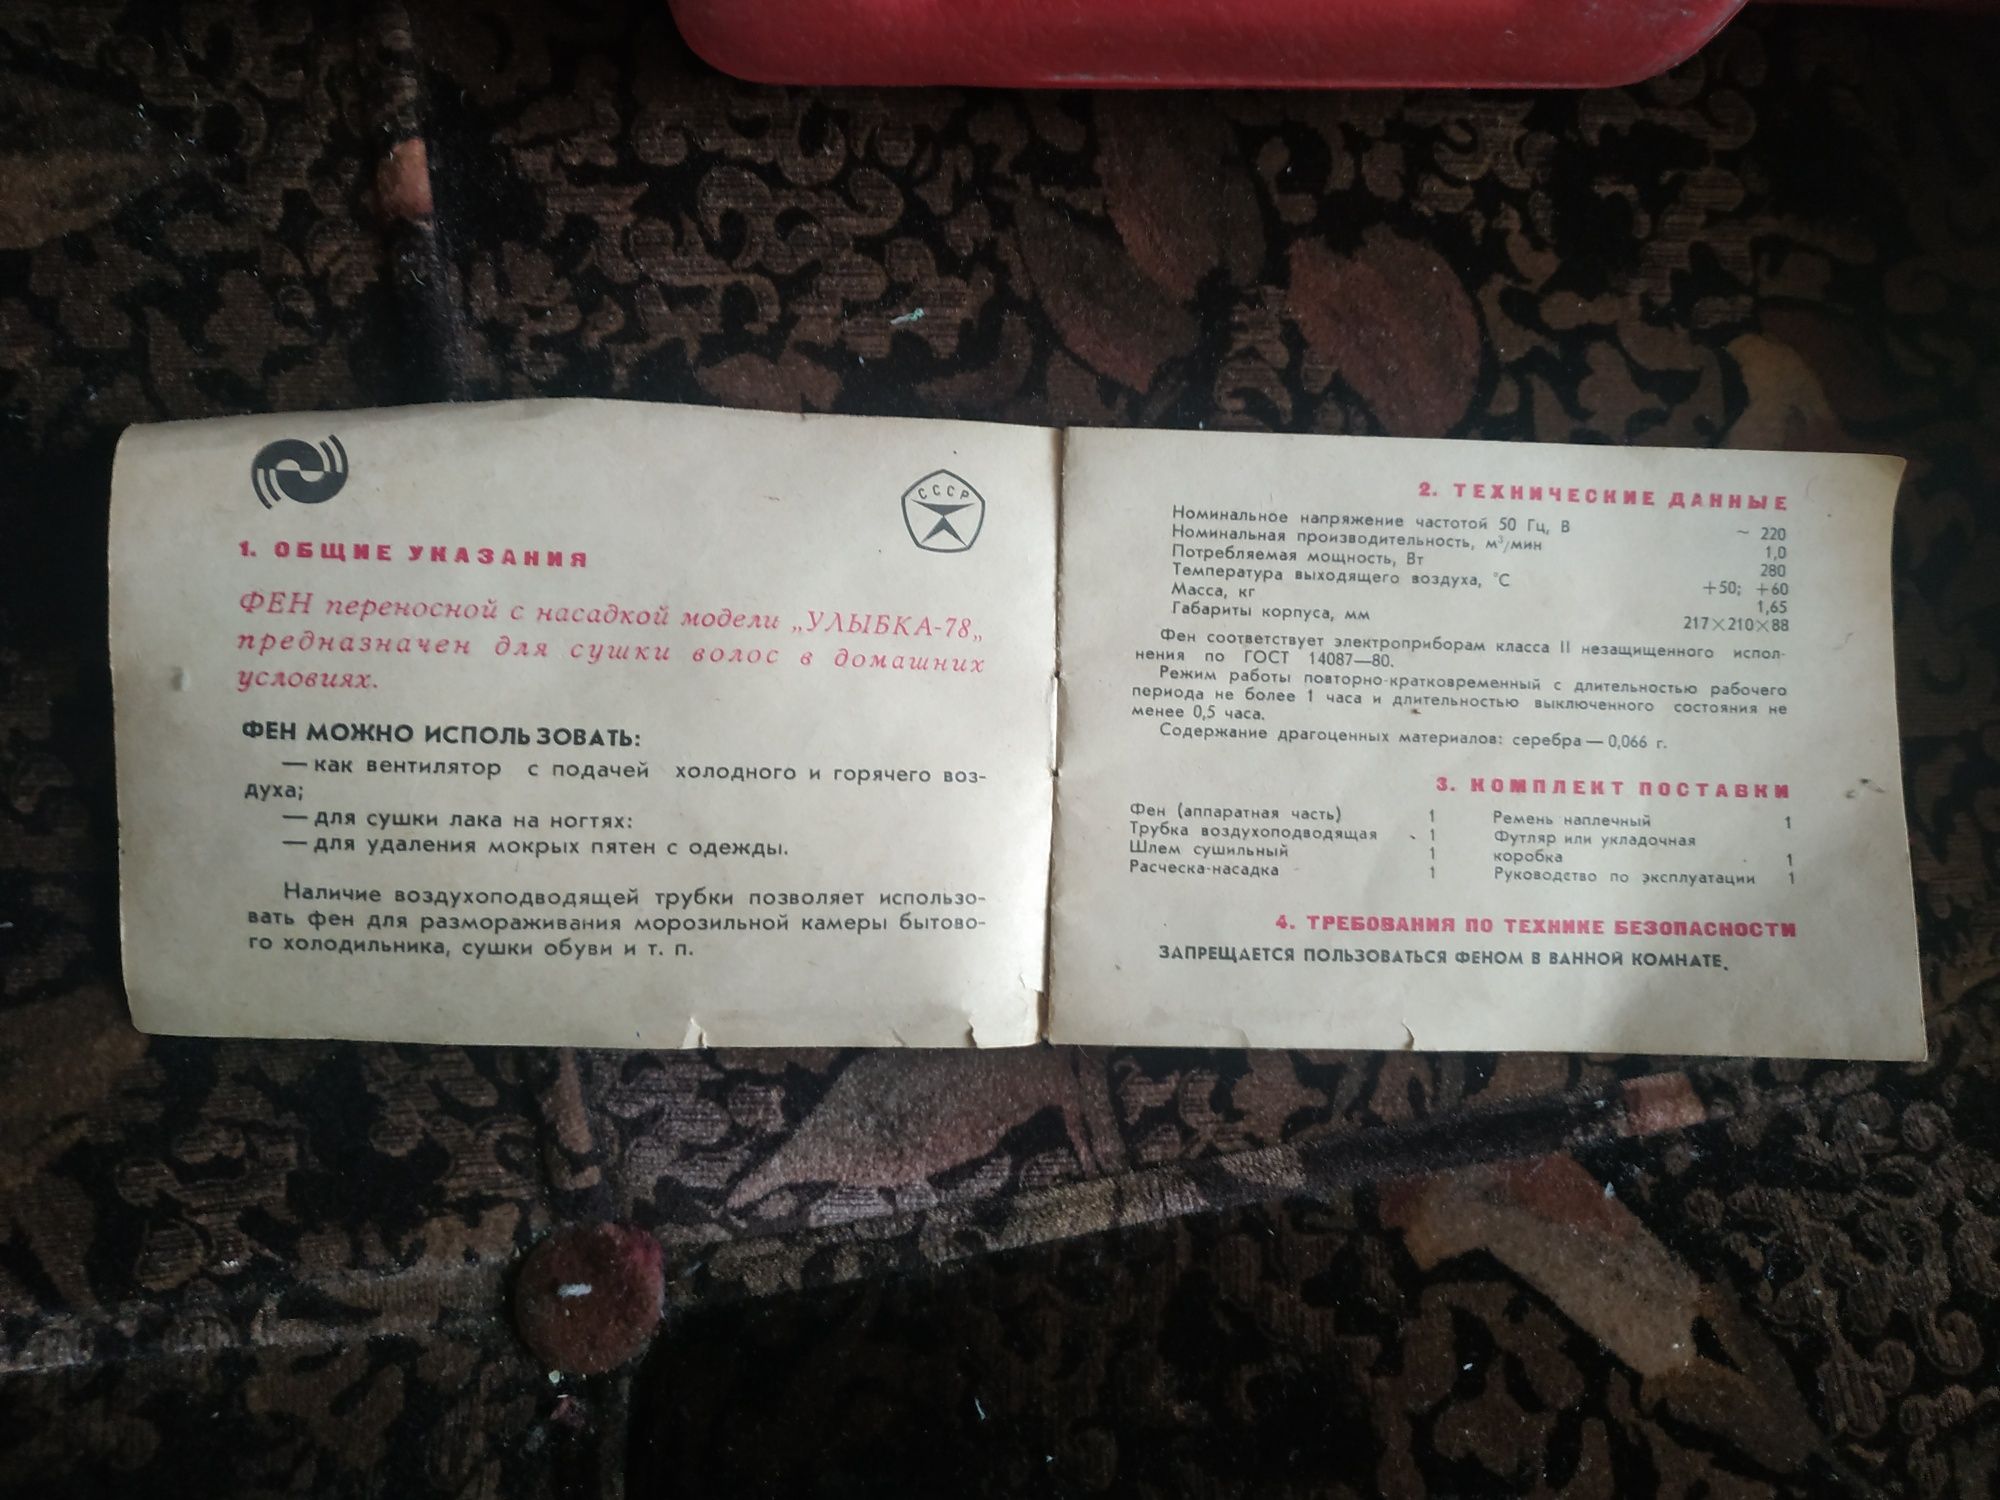 СССР
1. ОБЩИЕ УКАЗАНИЯ
ФЕН переносной с насадкой модели „УЛЫБКА-78„
предназначен для сушки волос в домашних
условиях.
ФЕН МОЖНО ИСПОЛЬЗОВАТЬ:
— как вентилятор с подачей холодного и горячего воз-
духа;
— для сушки лака на ногтях:
— для удаления мокрых пятен с одежды.
Наличие воздухоподводящей трубки позволяет использо-
вать фен для размораживания морозильной камеры бытово-
го холодильника, сушки обуви и т. п.
2. ТЕХНИЧЕСКИЕ ДАННЫЕ
Номинальное напряжение частотой 50 Гц, В ~ 220
Номинальная производительность, м³/мин 1,0
Потребляемая мощность, Вт 280
Температура выходящего воздуха, °С +50; +60
Масса, кг 1,65
Габариты корпуса, мм 217×210×88
Фен соответствует электроприборам класса II незащищенного испол-
нения по ГОСТ 14087—80.
Режим работы повторно-кратковременный с длительностью рабочего
периода не более 1 часа и длительностью выключенного состояния не
менее 0,5 часа.
Содержание драгоценных материалов: серебра — 0,066 г.
3. КОМПЛЕКТ ПОСТАВКИ
Фен (аппаратная часть) 1
Трубка воздухоподводящая 1
Шлем сушильный 1
Расческа-насадка 1
Ремень наплечный 1
Футляр или укладочная
коробка 1
Руководство по эксплуатации 1
4. ТРЕБОВАНИЯ ПО ТЕХНИКЕ БЕЗОПАСНОСТИ
ЗАПРЕЩАЕТСЯ ПОЛЬЗОВАТЬСЯ ФЕНОМ В ВАННОЙ КОМНАТЕ.